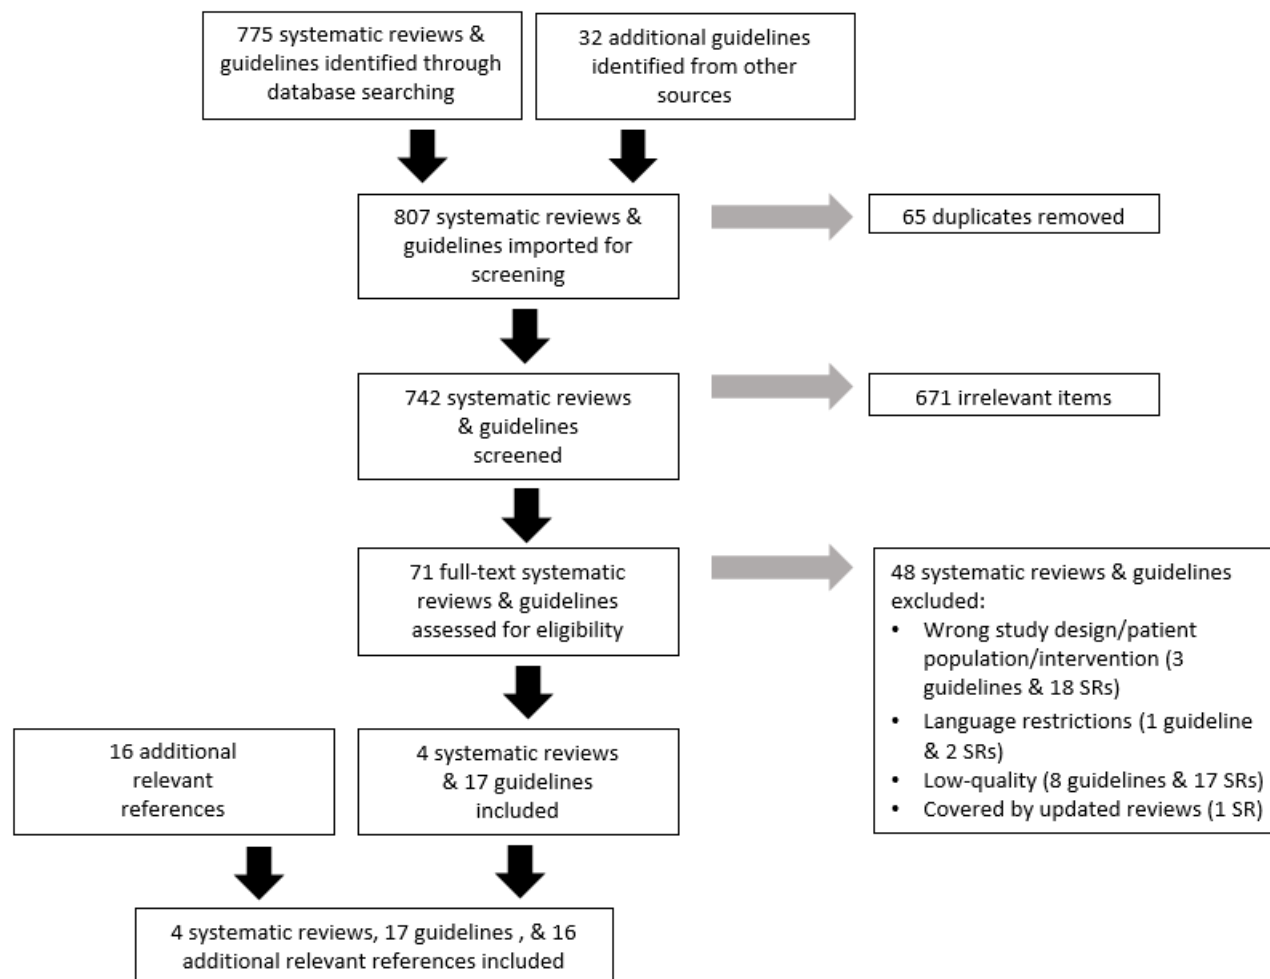 775 systematic reviews &
guidelines identified through
database searching
32 additional guidelines
identified from other
sources
807 systematic reviews &
guidelines imported for
screening
65 duplicates removed
742 systematic reviews
& guidelines
screened
671 irrelevant items
71 full-text systematic
reviews & guidelines
assessed for eligibility
48 systematic reviews & guidelines
excluded:
• Wrong study design/patient
population/intervention (3
guidelines & 18 SRs)
• Language restrictions (1 guideline
& 2 SRs)
• Low-quality (8 guidelines & 17 SRs)
• Covered by updated reviews (1 SR)
16 additional
relevant
references
4 systematic reviews
& 17 guidelines
included
4 systematic reviews, 17 guidelines , & 16
additional relevant references included